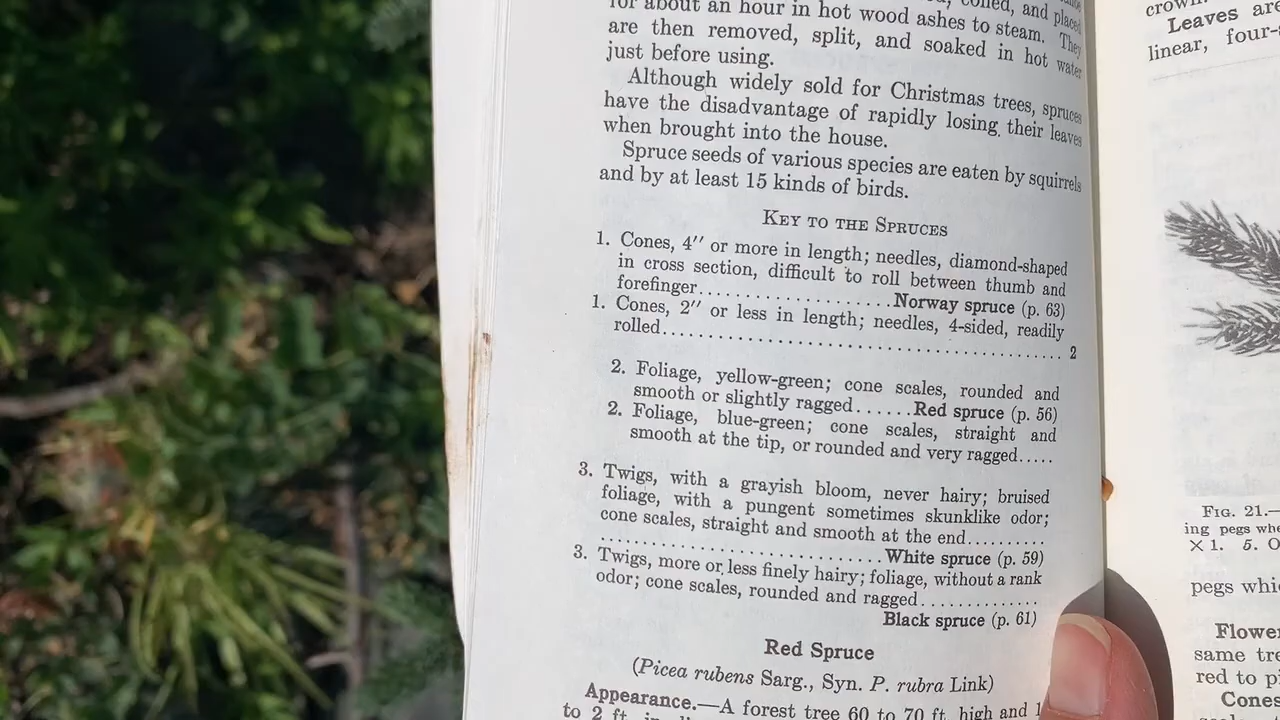 for about an hour in hot wood ashes to steam. They
are then removed, split, and soaked in hot water
just before using.
Although widely sold for Christmas trees, spruces
have the disadvantage of rapidly losing their leaves
when brought into the house.
Spruce seeds of various species are eaten by squirrels
and by at least 15 kinds of birds.
KEY TO THE SPRUCES
1. Cones, 4″ or more in length; needles, diamond-shaped
in cross section, difficult to roll between thumb and
forefinger....................Norway spruce (p. 63)
1. Cones, 2″ or less in length; needles, 4-sided, readily
rolled............................................ 2
2. Foliage, yellow-green; cone scales, rounded and
smooth or slightly ragged......Red spruce (p. 56)
2. Foliage, blue-green; cone scales, straight and
smooth at the tip, or rounded and very ragged.....
3. Twigs, with a grayish bloom, never hairy; bruised
foliage, with a pungent sometimes skunklike odor;
cone scales, straight and smooth at the end..........
............................White spruce (p. 59)
3. Twigs, more or less finely hairy; foliage, without a rank
odor; cone scales, rounded and ragged..............
Black spruce (p. 61)
Red Spruce
(Picea rubens Sarg., Syn. P. rubra Link)
Appearance.—A forest tree 60 to 70 ft. high and 1
to 2 ft. in
crown.
Leaves are
linear, four-
FIG. 21.—
ing pegs
× 1. 5.
pegs
same
red to
Cones